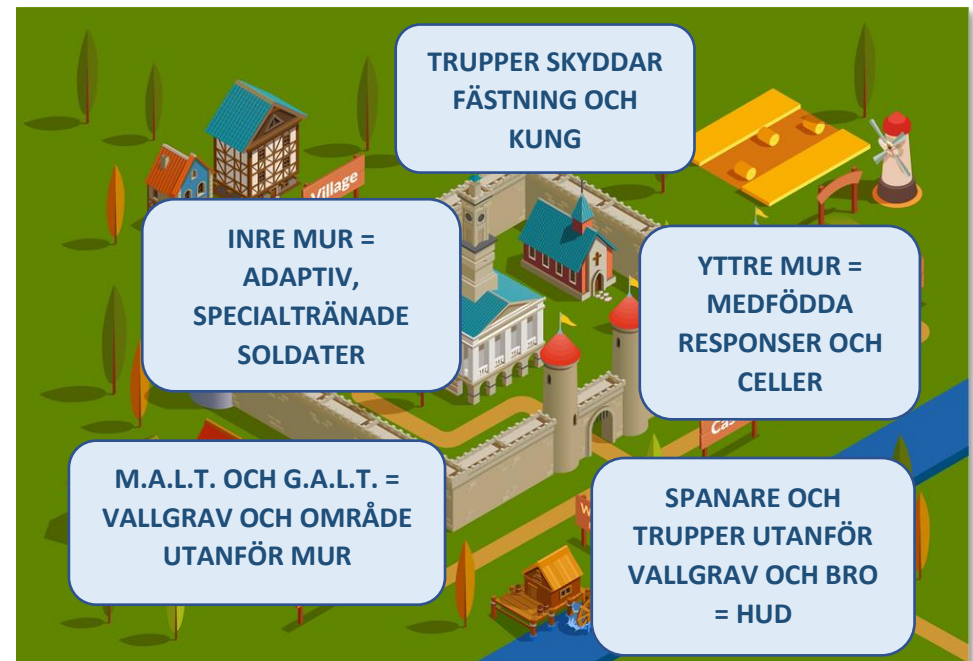 TRUPPER SKYDDAR
FÄSTNING OCH
KUNG
Village
INRE MUR =
ADAPTIV,
SPECIALTRÄNADE
SOLDATER
YTTRE MUR =
MEDFÖDDA
RESPONSER OCH
CELLER
M.A.L.T. OCH G.A.L.T. =
VALLGRAV OCH OMRÅDE
UTANFÖR MUR
SPANARE OCH
TRUPPER UTANFÖR
VALLGRAV OCH BRO
= HUD